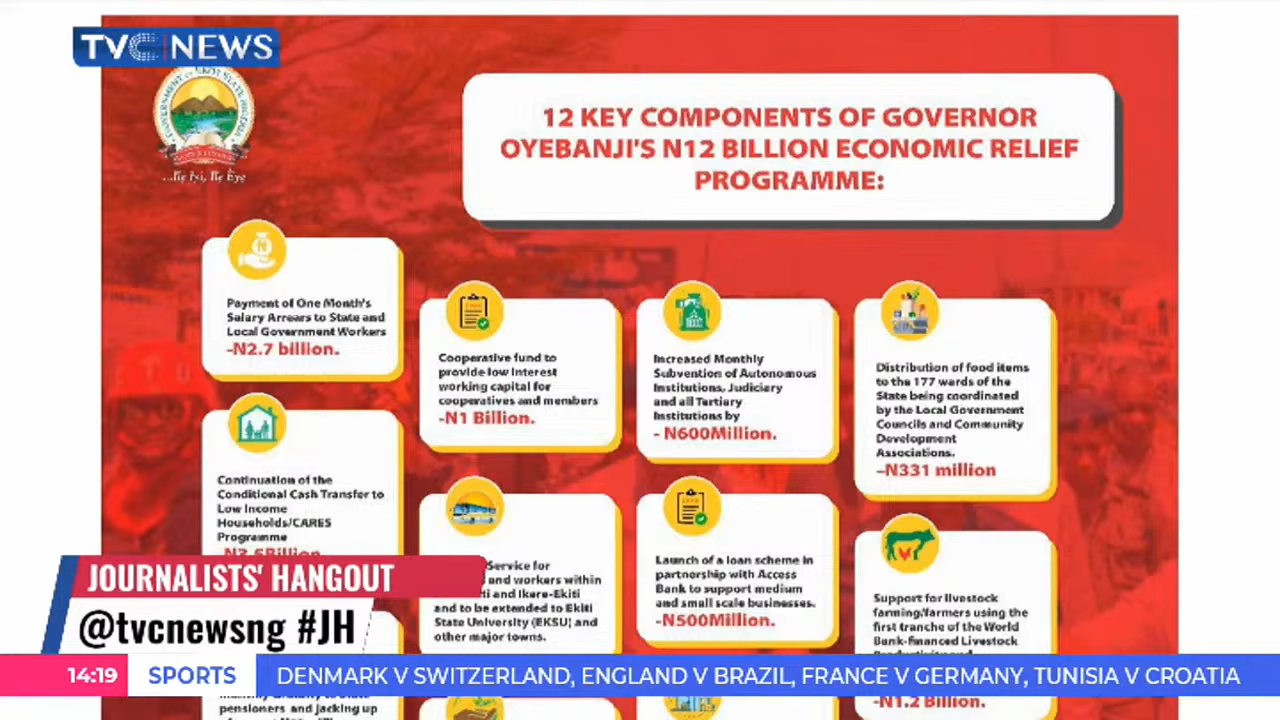 TVC NEWS
GOVERNMENT OF EKITI STATE NIGERIA
12 KEY COMPONENTS OF GOVERNOR
OYEBANJI'S N12 BILLION ECONOMIC RELIEF
PROGRAMME:
Payment of One Month's
Salary Arrears to State and
Local Government Workers
-N2.7 billion.
Cooperative fund to
provide low interest
working capital for
cooperatives and members
-N1 Billion.
Increased Monthly
Subvention of Autonomous
Institutions, Judiciary
and all Tertiary
Institutions by
- N600Million.
Distribution of food items
to the 177 wards of the
State being coordinated
by the Local Government
Councils and Community
Development
Associations.
-N331 million
Continuation of the
Conditional Cash Transfer to
Low Income
Households/CARES
Programme
Service for
and workers within
and Ikere-Ekiti
and to be extended to Ekiti
State University (EKSU) and
other major towns.
Launch of a loan scheme in
partnership with Access
Bank to support medium
and small scale businesses.
-N500Million.
Support for livestock
farming/farmers using the
first tranche of the World
Bank-financed Livestock
-N1.2 Billion.
JOURNALISTS' HANGOUT
@tvcnewsng #JH
14:19 SPORTS DENMARK V SWITZERLAND, ENGLAND V BRAZIL, FRANCE V GERMANY, TUNISIA V CROATIA
pensioners and jacking up